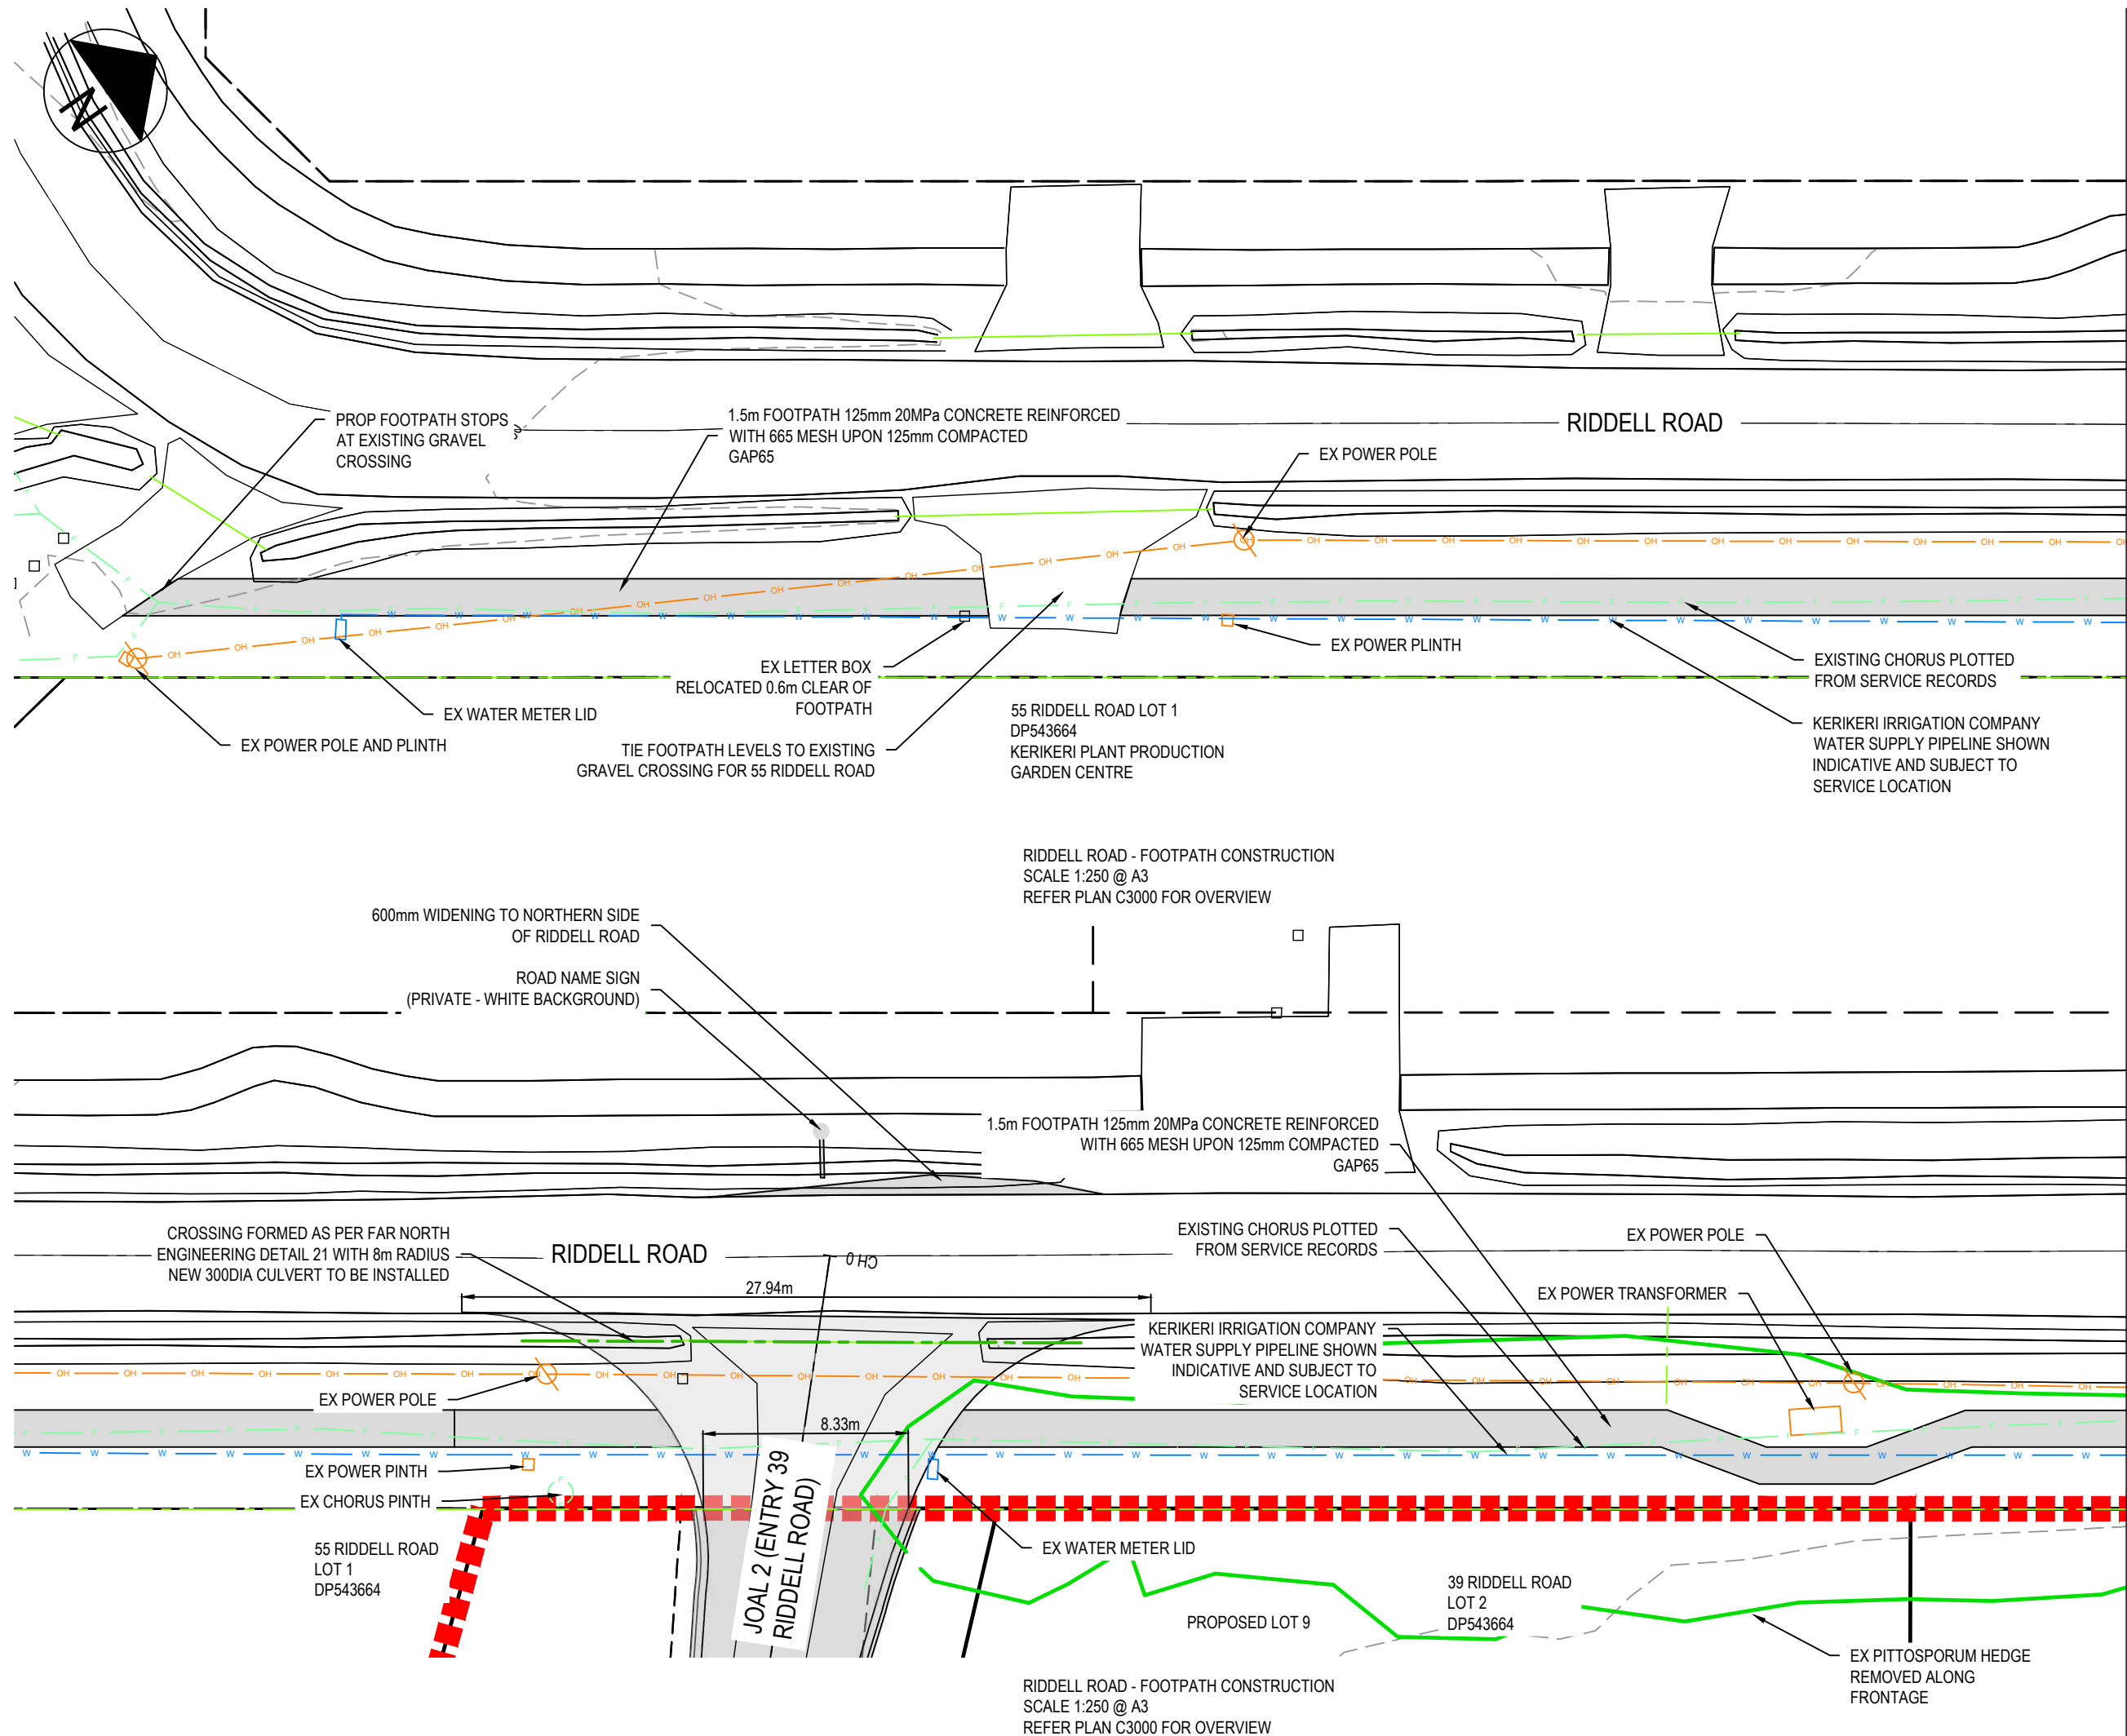 N
PROP FOOTPATH STOPS
AT EXISTING GRAVEL
CROSSING
1.5m FOOTPATH 125mm 20MPa CONCRETE REINFORCED
WITH 665 MESH UPON 125mm COMPACTED
GAP65
RIDDELL ROAD
EX POWER POLE
EX LETTER BOX
RELOCATED 0.6m CLEAR OF
FOOTPATH
EX POWER PLINTH
EXISTING CHORUS PLOTTED
FROM SERVICE RECORDS
EX WATER METER LID
EX POWER POLE AND PLINTH
TIE FOOTPATH LEVELS TO EXISTING
GRAVEL CROSSING FOR 55 RIDDELL ROAD
55 RIDDELL ROAD LOT 1
DP543664
KERIKERI PLANT PRODUCTION
GARDEN CENTRE
KERIKERI IRRIGATION COMPANY
WATER SUPPLY PIPELINE SHOWN
INDICATIVE AND SUBJECT TO
SERVICE LOCATION
RIDDELL ROAD - FOOTPATH CONSTRUCTION
SCALE 1:250 @ A3
REFER PLAN C3000 FOR OVERVIEW
600mm WIDENING TO NORTHERN SIDE
OF RIDDELL ROAD
ROAD NAME SIGN
(PRIVATE - WHITE BACKGROUND)
1.5m FOOTPATH 125mm 20MPa CONCRETE REINFORCED
WITH 665 MESH UPON 125mm COMPACTED
GAP65
CROSSING FORMED AS PER FAR NORTH
ENGINEERING DETAIL 21 WITH 8m RADIUS
NEW 300DIA CULVERT TO BE INSTALLED
RIDDELL ROAD
CH 0
27.94m
EXISTING CHORUS PLOTTED
FROM SERVICE RECORDS
EX POWER POLE
EX POWER TRANSFORMER
KERIKERI IRRIGATION COMPANY
WATER SUPPLY PIPELINE SHOWN
INDICATIVE AND SUBJECT TO
SERVICE LOCATION
EX POWER POLE
8.33m
EX POWER PINTH
EX CHORUS PINTH
JOAL 2 (ENTRY 39
RIDDELL ROAD)
EX WATER METER LID
55 RIDDELL ROAD
LOT 1
DP543664
PROPOSED LOT 9
39 RIDDELL ROAD
LOT 2
DP543664
EX PITTOSPORUM HEDGE
REMOVED ALONG
FRONTAGE
RIDDELL ROAD - FOOTPATH CONSTRUCTION
SCALE 1:250 @ A3
REFER PLAN C3000 FOR OVERVIEW